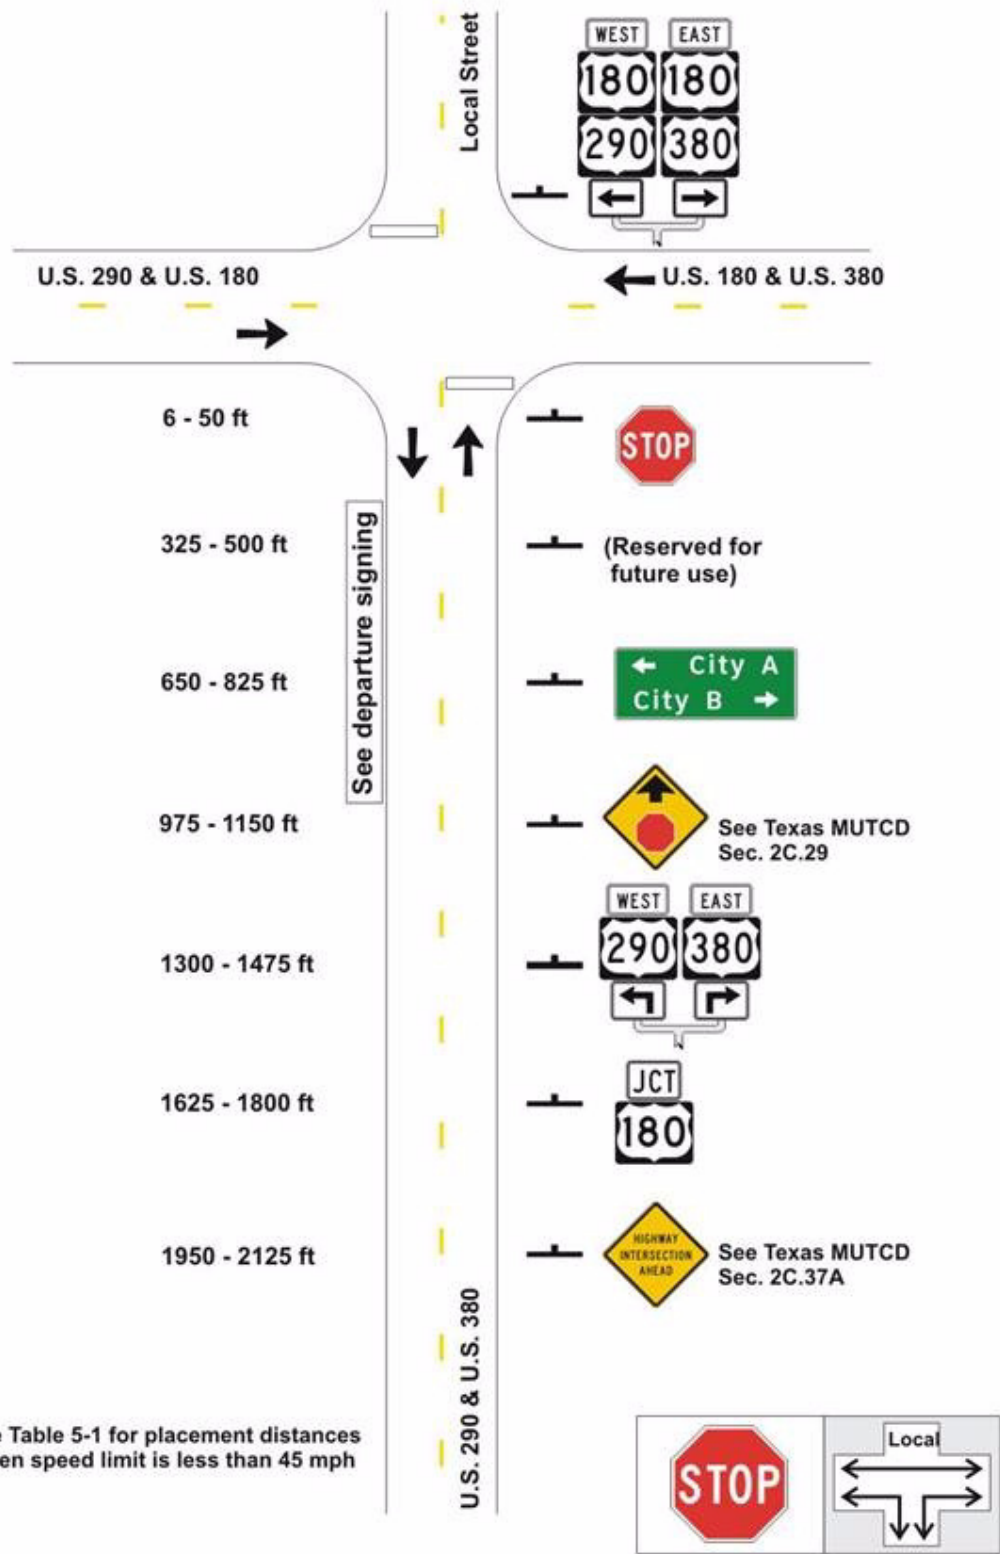 Local Street
WEST EAST
180 180
290 380
U.S. 290 & U.S. 180
U.S. 180 & U.S. 380
6 - 50 ft
STOP
325 - 500 ft
(Reserved for
future use)
See departure signing
650 - 825 ft
City A
City B
975 - 1150 ft
See Texas MUTCD
Sec. 2C.29
WEST EAST
1300 - 1475 ft
290 380
JCT
1625 - 1800 ft
180
1950 - 2125 ft
HIGHWAY
INTERSECTION
AHEAD
See Texas MUTCD
Sec. 2C.37A
U.S. 290 & U.S. 380
Table 5-1 for placement distances
speed limit is less than 45 mph
STOP
Local